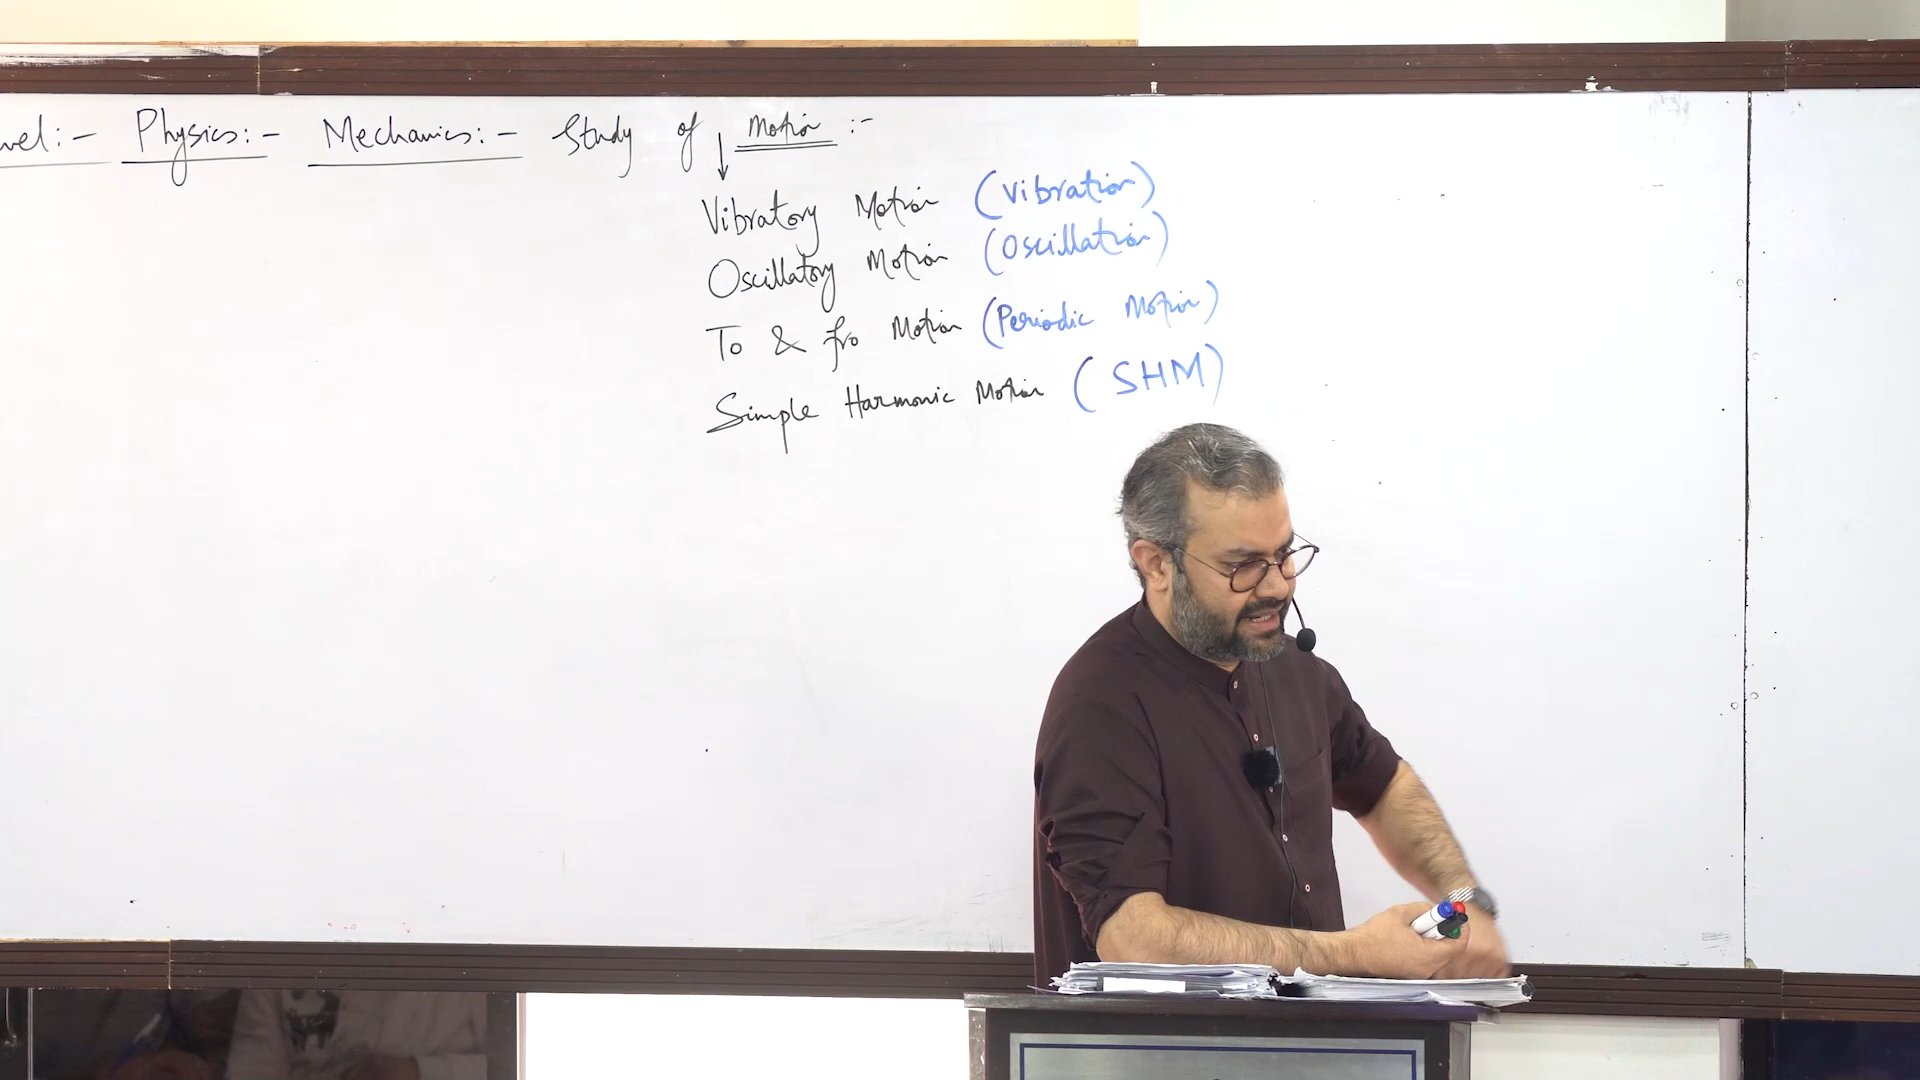 Physics:- Mechanics:- Study of Motion :-
Vibratory Motion (Vibration)
Oscillatory Motion (Oscillation)
To & fro Motion (Periodic Motion)
Simple Harmonic Motion (SHM)